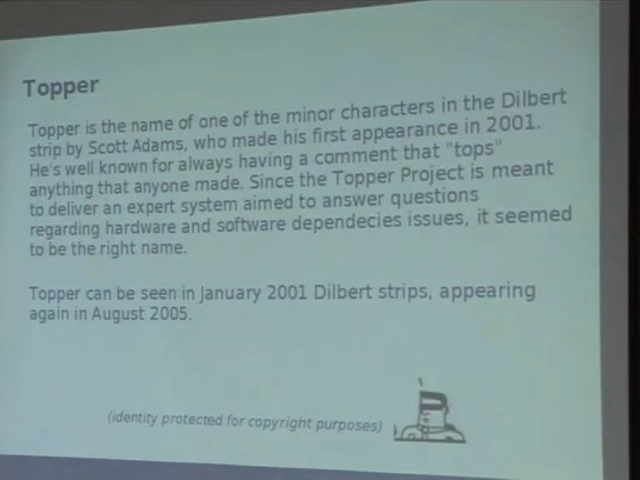 Topper
Topper is the name of one of the minor characters in the Dilbert
strip by Scott Adams, who made his first appearance in 2001.
He's well known for always having a comment that "tops"
anything that anyone made. Since the Topper Project is meant
to deliver an expert system aimed to answer questions
regarding hardware and software dependecies issues, it seemed
to be the right name.
Topper can be seen in January 2001 Dilbert strips, appearing
again in August 2005.
(identity protected for copyright purposes)